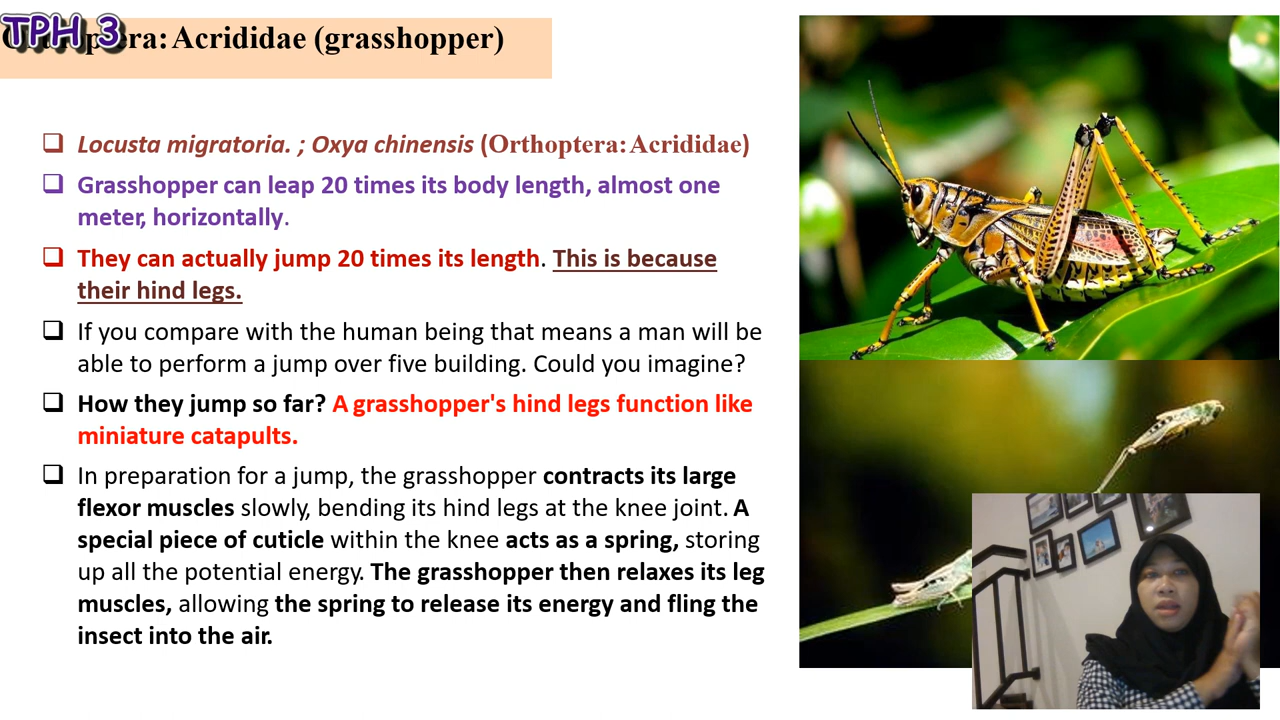 TPH 3
ptera: Acrididae (grasshopper)
Locusta migratoria. ; Oxya chinensis (Orthoptera: Acrididae)
Grasshopper can leap 20 times its body length, almost one
meter, horizontally.
They can actually jump 20 times its length. This is because
their hind legs.
If you compare with the human being that means a man will be
able to perform a jump over five building. Could you imagine?
How they jump so far? A grasshopper's hind legs function like
miniature catapults.
In preparation for a jump, the grasshopper contracts its large
flexor muscles slowly, bending its hind legs at the knee joint. A
special piece of cuticle within the knee acts as a spring, storing
up all the potential energy. The grasshopper then relaxes its leg
muscles, allowing the spring to release its energy and fling the
insect into the air.